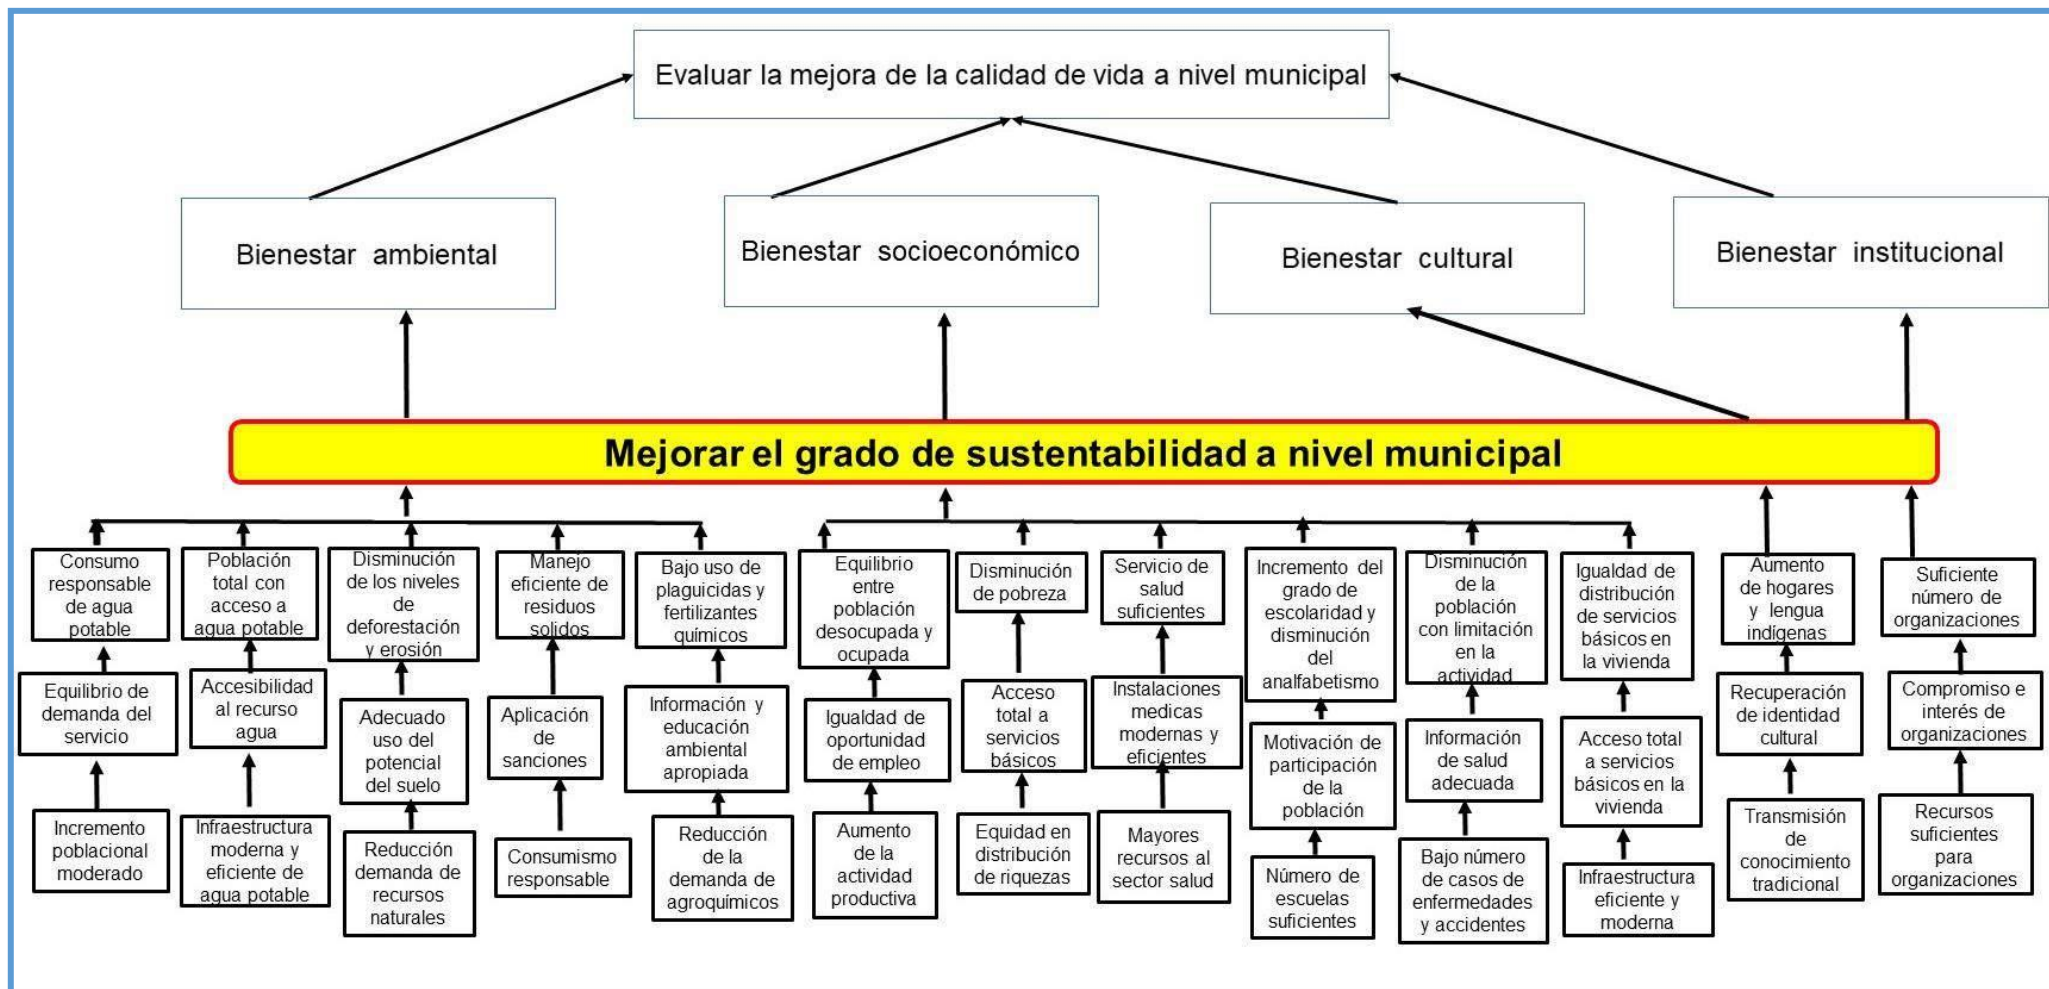 Evaluar la mejora de la calidad de vida a nivel municipal
Bienestar ambiental
Bienestar socioeconómico
Bienestar cultural
Bienestar institucional
Mejorar el grado de sustentabilidad a nivel municipal
Consumo
responsable
de agua
potable
Población
total con
acceso a
agua potable
Disminución
de los niveles
de
deforestación
y erosión
Manejo
eficiente de
residuos
solidos
Bajo uso de
plaguicidas y
fertilizantes
químicos
Equilibrio
entre
población
desocupada y
ocupada
Disminución
de pobreza
Servicio de
salud
suficientes
Incremento del
grado de
escolaridad y
disminución
del
analfabetismo
Disminución
de la
población
con limitación
en la
actividad
Igualdad de
distribución
de servicios
básicos en
la vivienda
Aumento
de hogares
y lengua
indígenas
Suficiente
número de
organizaciones
Equilibrio de
demanda del
servicio
Accesibilidad
al recurso
agua
Adecuado
uso del
potencial
del suelo
Aplicación
de
sanciones
Información y
educación
ambiental
apropiada
Igualdad de
oportunidad
de empleo
Acceso
total a
servicios
básicos
Instalaciones
medicas
modernas y
eficientes
Motivación de
participación
de la
población
Información
de salud
adecuada
Acceso total
a servicios
básicos en la
vivienda
Recuperación
de identidad
cultural
Compromiso e
interés de
organizaciones
Incremento
poblacional
moderado
Infraestructura
moderna y
eficiente de
agua potable
Reducción
demanda de
recursos
naturales
Consumismo
responsable
Reducción
de la
demanda de
agroquímicos
Aumento
de la
actividad
productiva
Equidad en
distribución
de riquezas
Mayores
recursos al
sector salud
Número de
escuelas
suficientes
Bajo número
de casos de
enfermedades
y accidentes
Infraestructura
eficiente y
moderna
Transmisión
de
conocimiento
tradicional
Recursos
suficientes
para
organizaciones